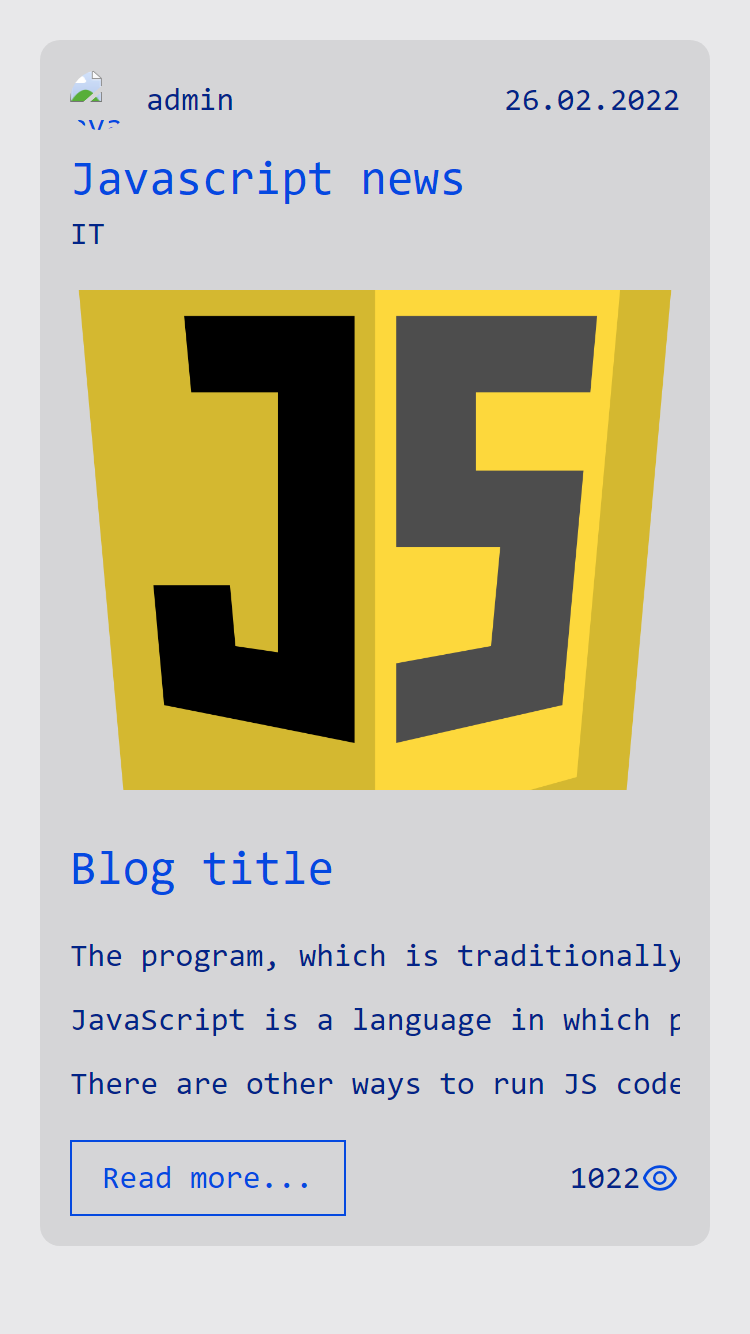 admin 26.02.2022
Javascript news
IT
JS
Blog title
The program, which is traditionally
JavaScript is a language in which p
There are other ways to run JS code
Read more...
1022